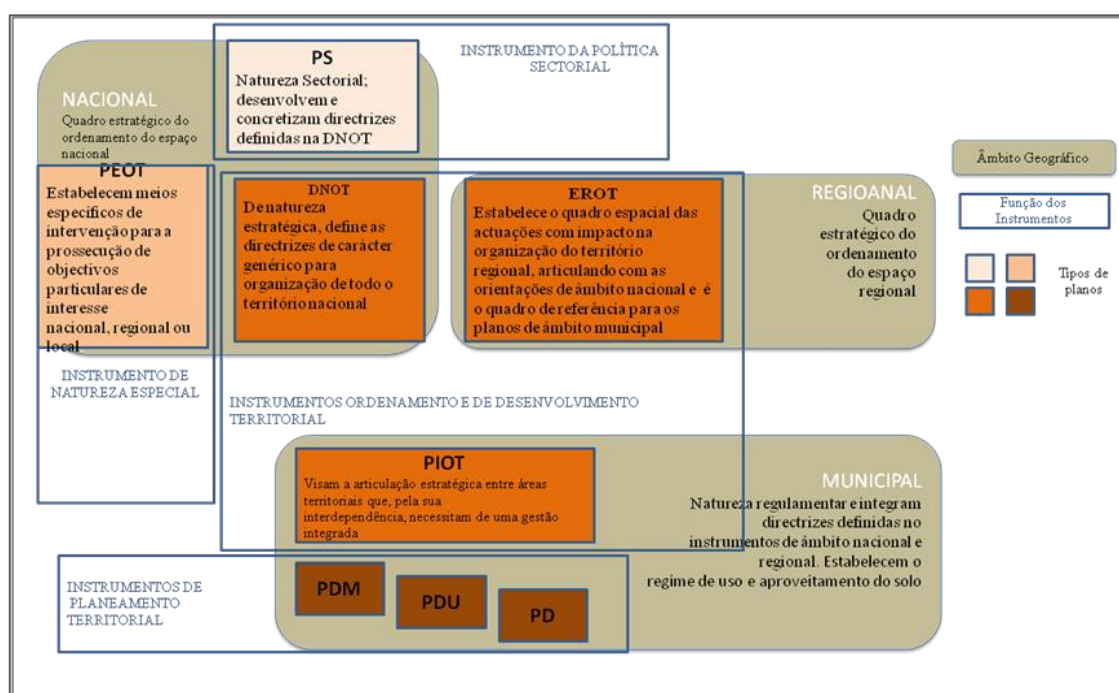 INSTRUMENTO DA POLÌTICA
SECTORIAL
PS
Natureza Sectorial;
desenvolvem e
concretizam directrizes
definidas na DNOT
NACIONAL
Quadro estratégico do
ordenamento do espaço
nacional
PEOT
Estabelecem meios
específicos de
intervenção para a
prossecução de
objectivos
particulares de
interesse
nacional, regional ou
local
DNOT
De natureza
estratégica, define as
directrizes de carácter
genérico para
organização de todo o
território nacional
EROT
Estabelece o quadro espacial das
actuações com impacto na
organização do território
regional, articulando com as
orientações de âmbito nacional e é
o quadro de referência para os
planos de âmbito municipal
REGIOANAL
Quadro
estratégico do
ordenamento
do espaço
regional
Âmbito Geográfico
Função dos
Instrumentos
Tipos de
planos
INSTRUMENTO DE
NATUREZA ESPECIAL
INSTRUMENTOS ORDENAMENTO E DE DESENVOLVIMENTO
TERRITORIAL
PIOT
Visam a articulação estratégica entre áreas
territoriais que, pela sua
interdependência, necessitam de uma gestão
integrada
MUNICIPAL
Natureza regulamentar e integram
directrizes definidas no
instrumentos de âmbito nacional e
regional. Estabelecem o
regime de uso e aproveitamento do solo
INSTRUMENTOS DE
PLANEAMENTO
TERRITORIAL
PDM
PDU
PD